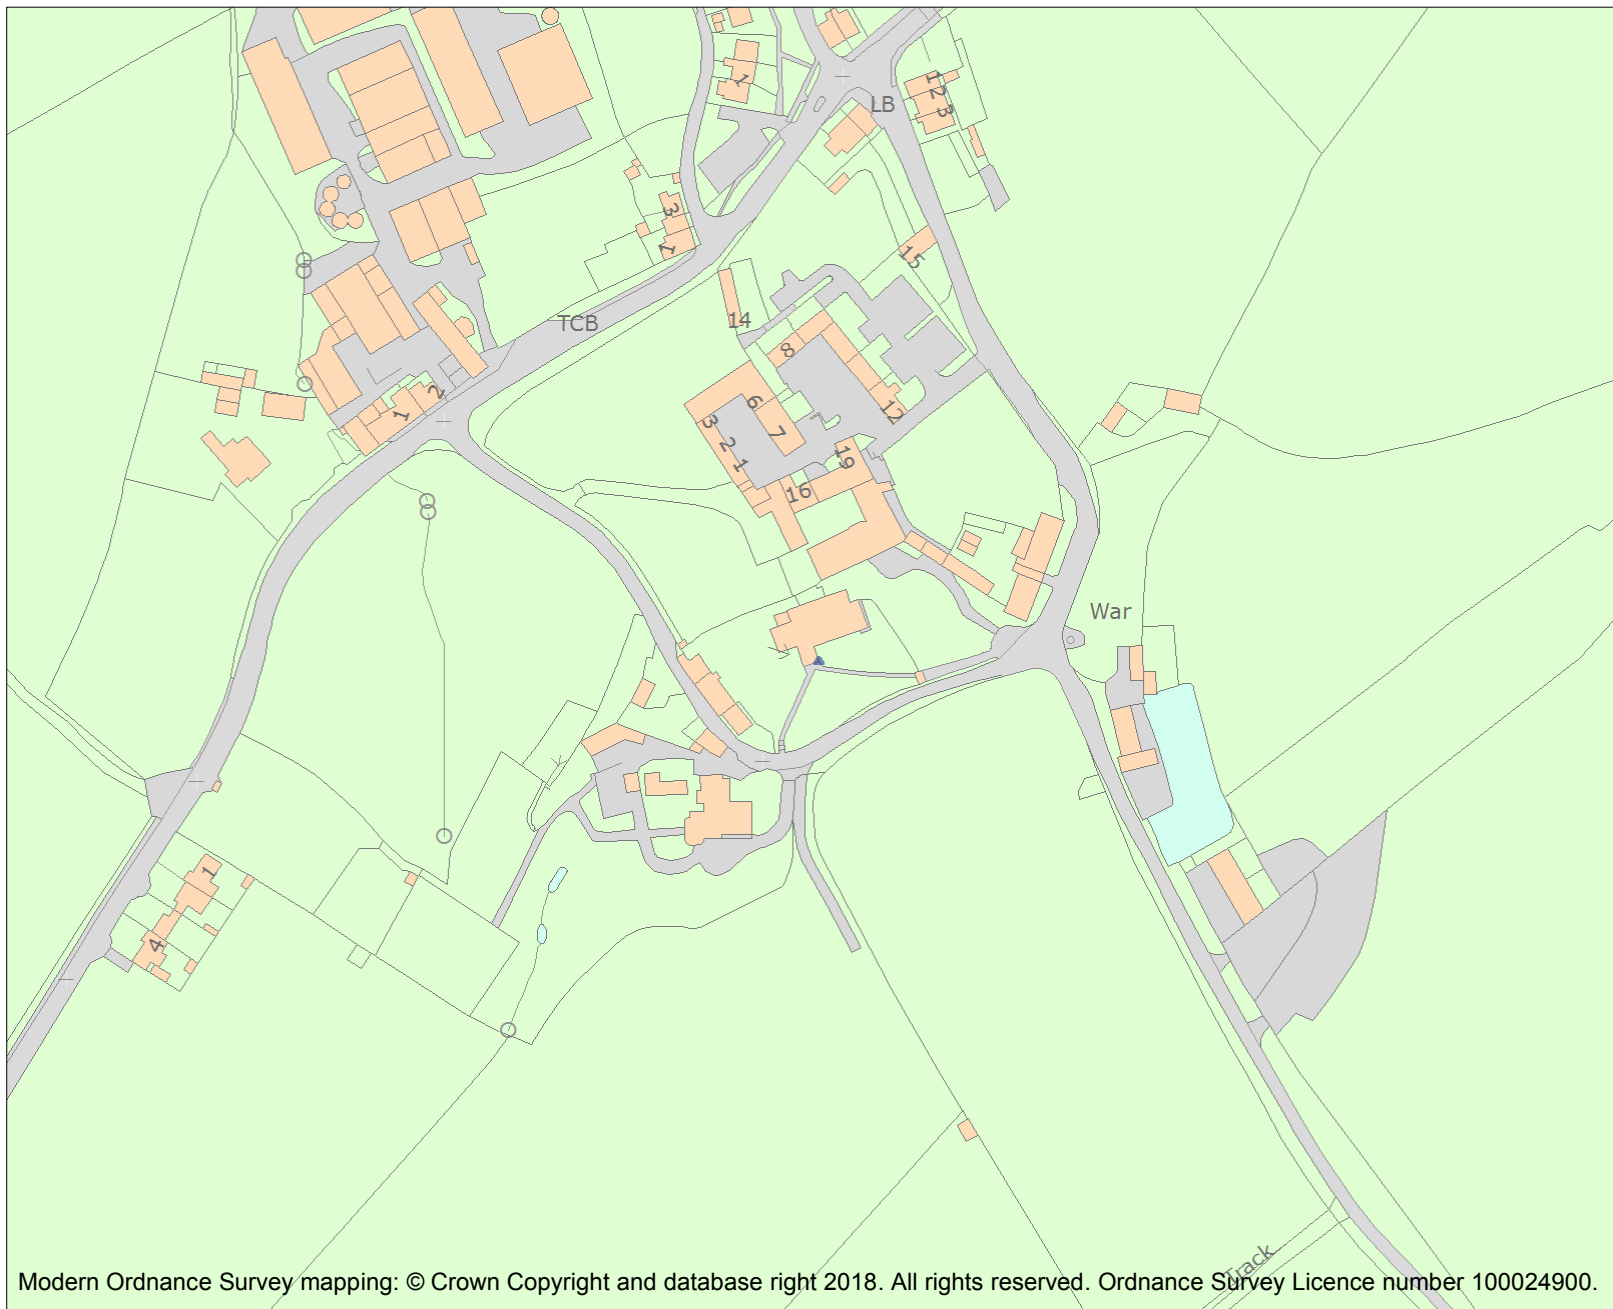 1
LB
1 2 3
3
1
15
TCB
14
8
2
1
6
7
3 2 1
12
19
16
War
1
4
Track
Modern Ordnance Survey mapping: © Crown Copyright and database right 2018. All rights reserved. Ordnance Survey Licence number 100024900.